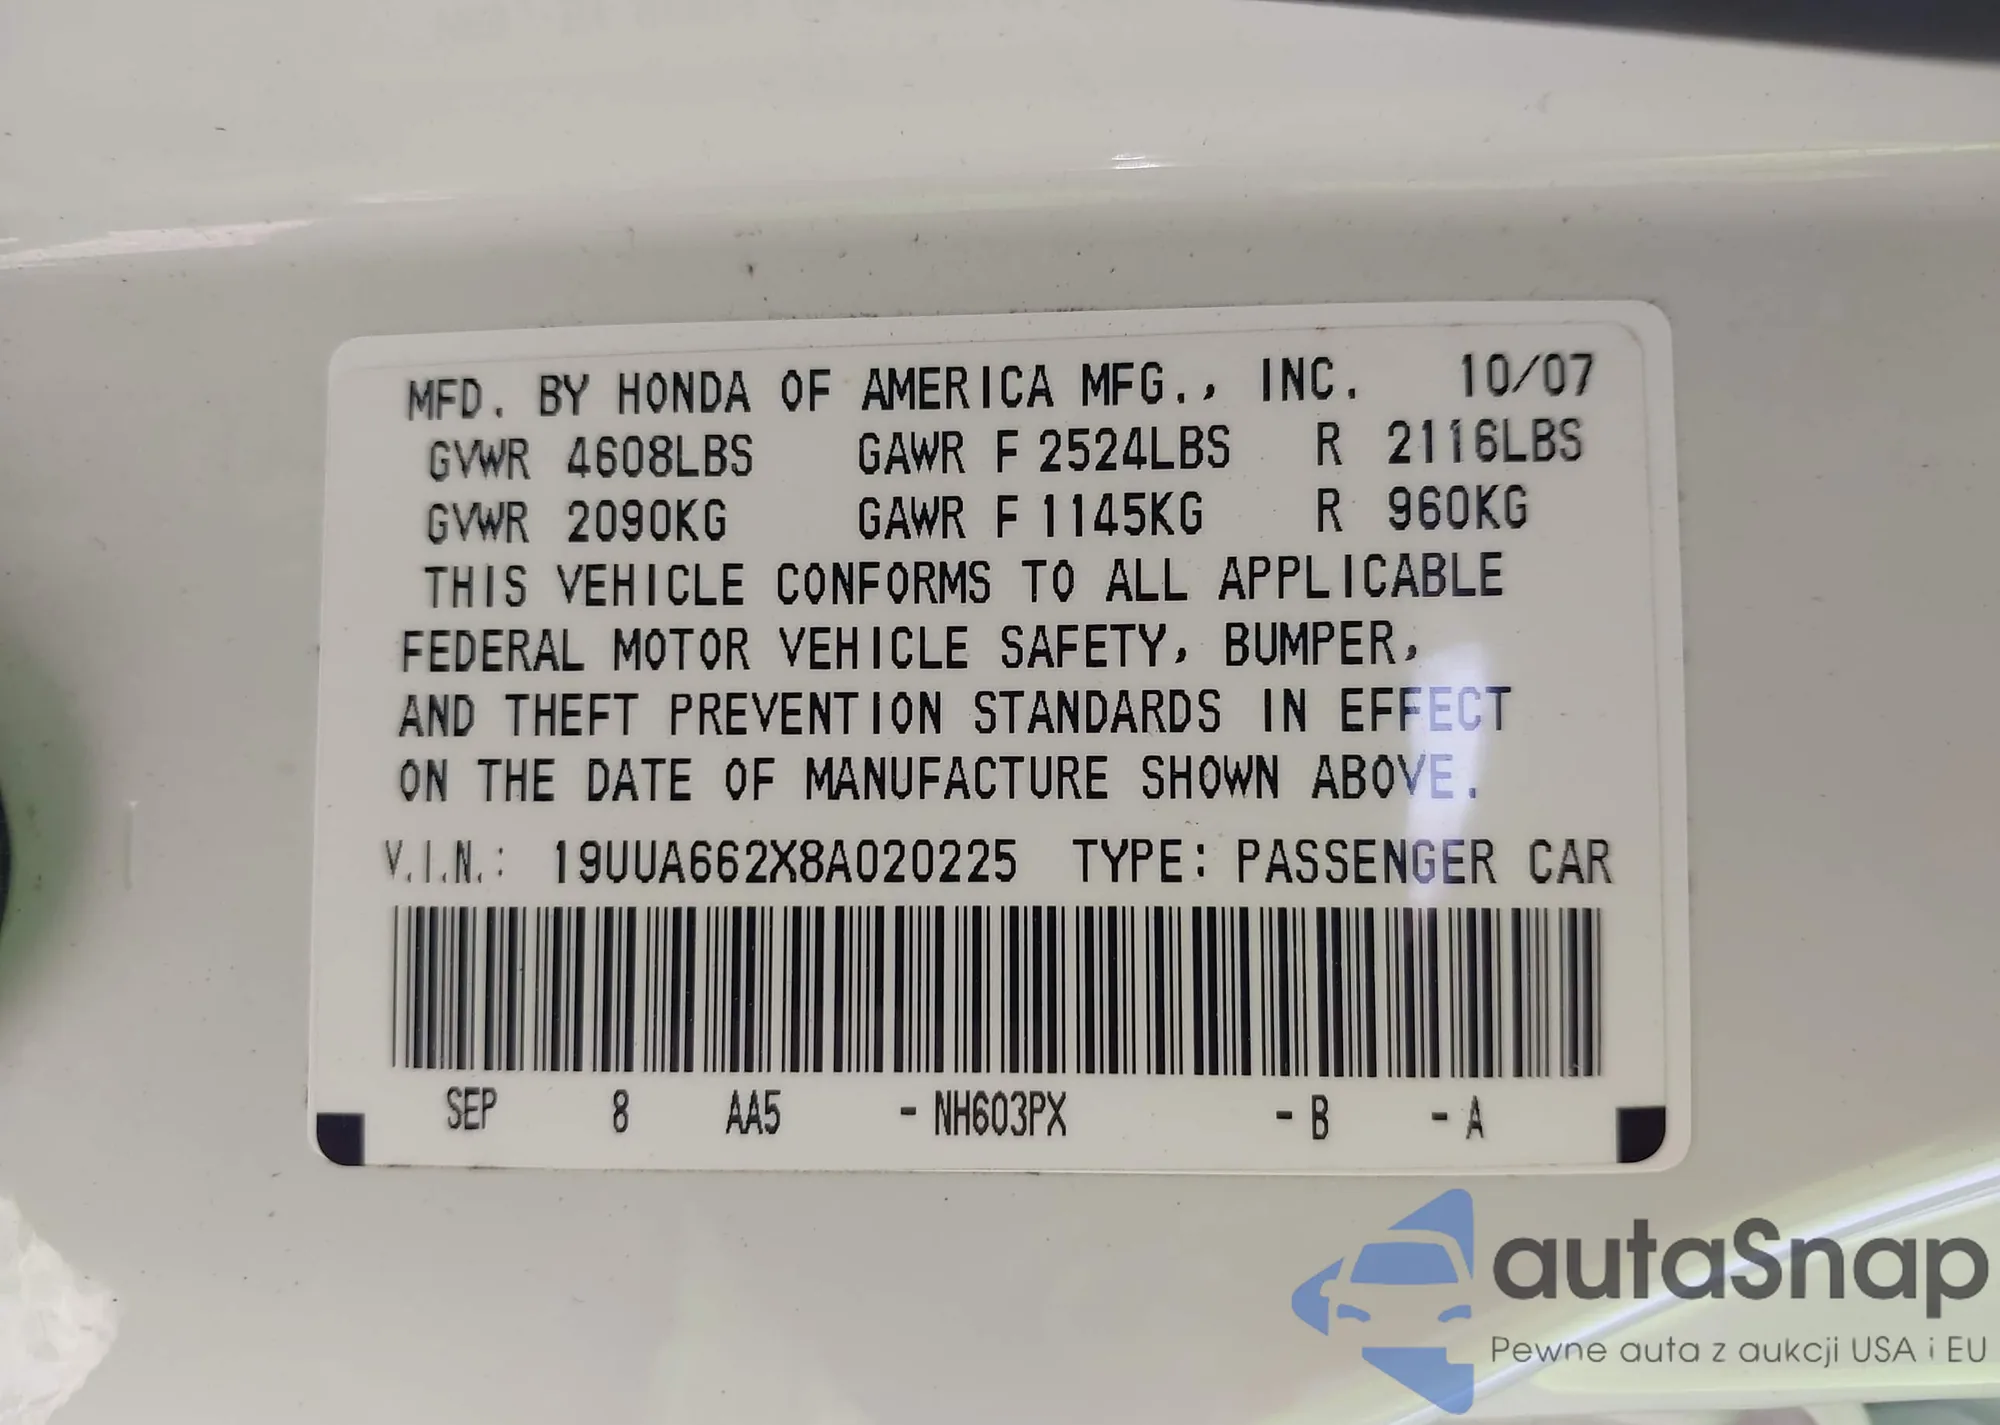 MFD. BY HONDA OF AMERICA MFG., INC. 10/07
GVWR 4608LBS GAWR F 2524LBS R 2116LBS
GVWR 2090KG GAWR F 1145KG R 960KG
THIS VEHICLE CONFORMS TO ALL APPLICABLE
FEDERAL MOTOR VEHICLE SAFETY, BUMPER,
AND THEFT PREVENTION STANDARDS IN EFFECT
ON THE DATE OF MANUFACTURE SHOWN ABOVE.
V.I.N.: 19UUA662X8A020225 TYPE: PASSENGER CAR
SEP 8 AA5 - NH603PX - B - A
autaSnap
Pewne auta z aukcji USA i EU